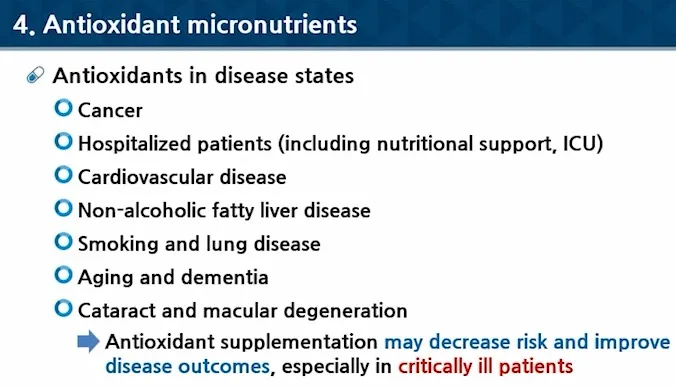 4. Antioxidant micronutrients
Antioxidants in disease states
Cancer
Hospitalized patients (including nutritional support, ICU)
Cardiovascular disease
Non-alcoholic fatty liver disease
Smoking and lung disease
Aging and dementia
Cataract and macular degeneration
Antioxidant supplementation may decrease risk and improve
disease outcomes, especially in critically ill patients